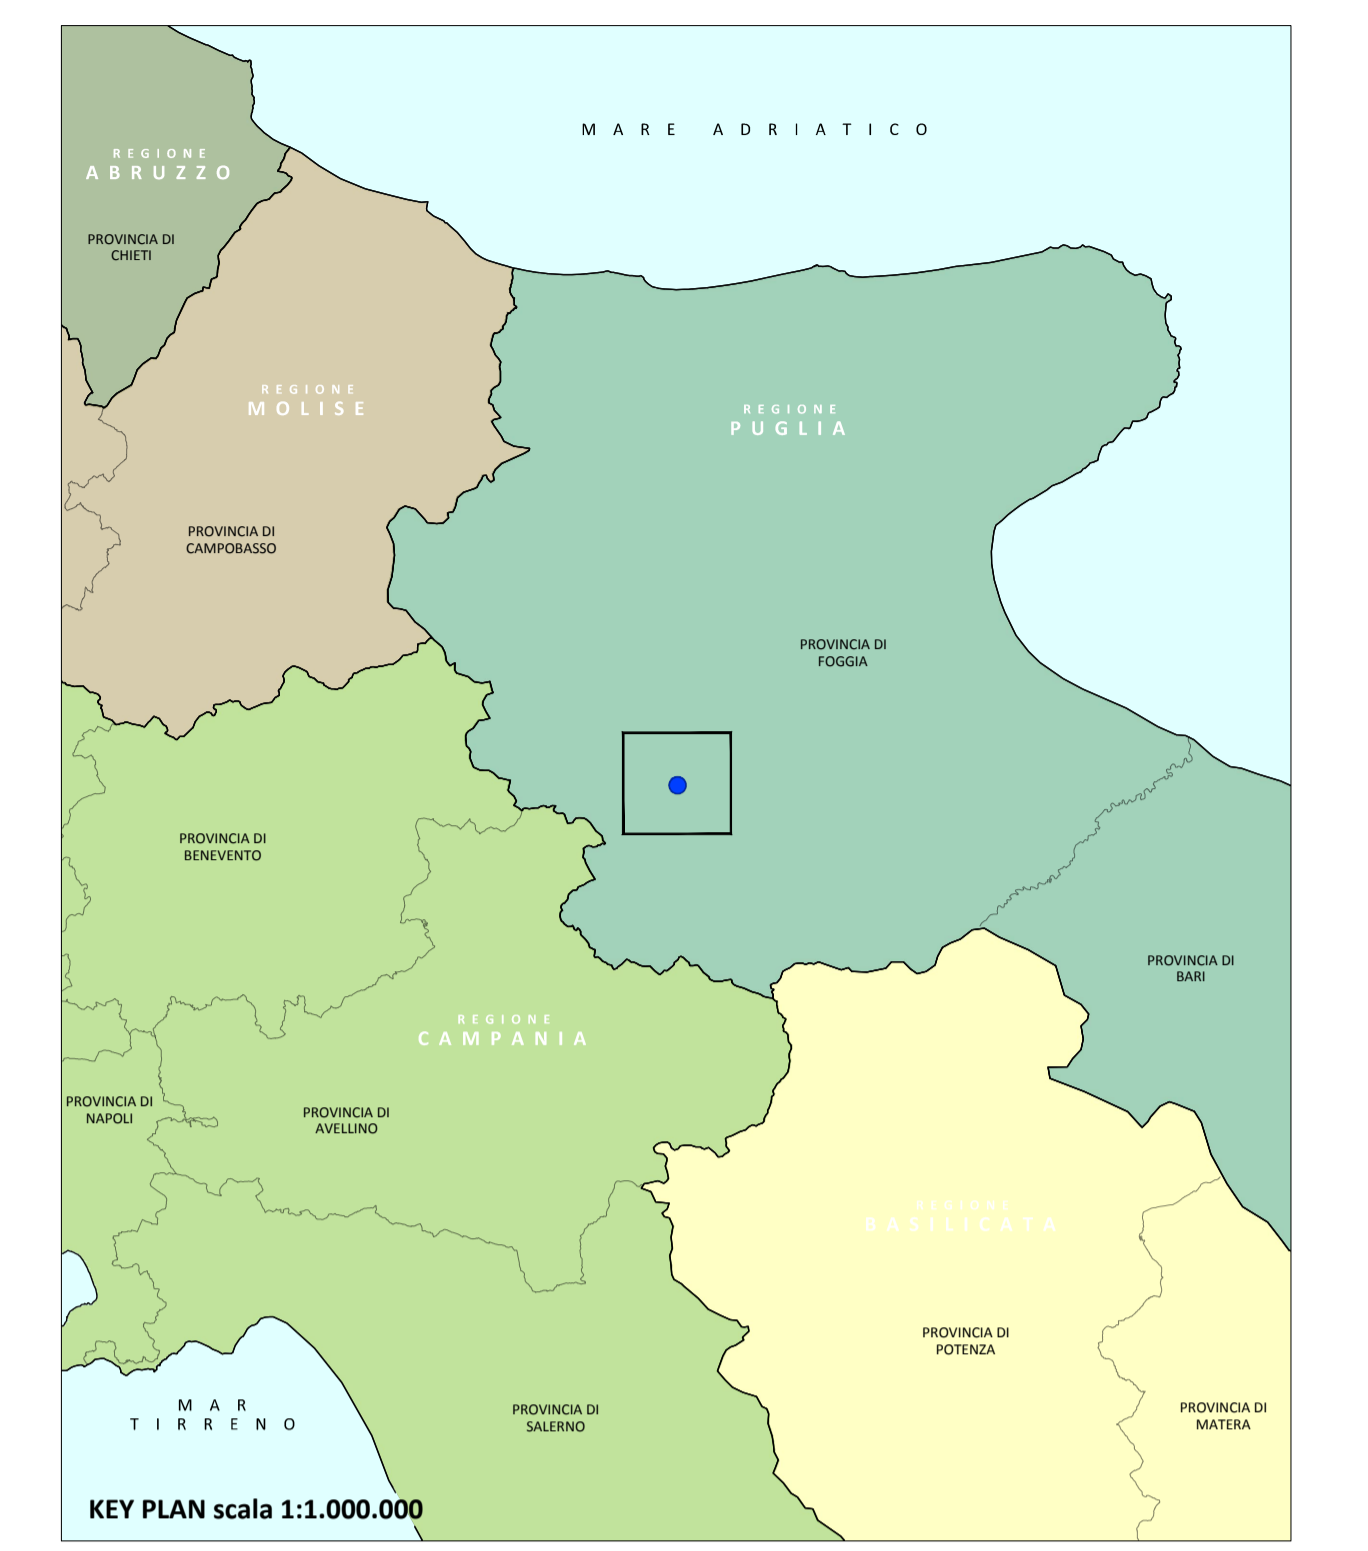 MARE ADRIATICO
REGIONE
ABRUZZO
PROVINCIA DI
CHIETI
REGIONE
MOLISE
REGIONE
PUGLIA
PROVINCIA DI
CAMPOBASSO
PROVINCIA DI
FOGGIA
PROVINCIA DI
BENEVENTO
PROVINCIA DI
BARI
REGIONE
CAMPANIA
PROVINCIA DI
NAPOLI
PROVINCIA DI
AVELLINO
REGIONE
BASILICATA
PROVINCIA DI
POTENZA
MAR
TIRRENO
PROVINCIA DI
SALERNO
PROVINCIA DI
MATERA
KEY PLAN scala 1:1.000.000